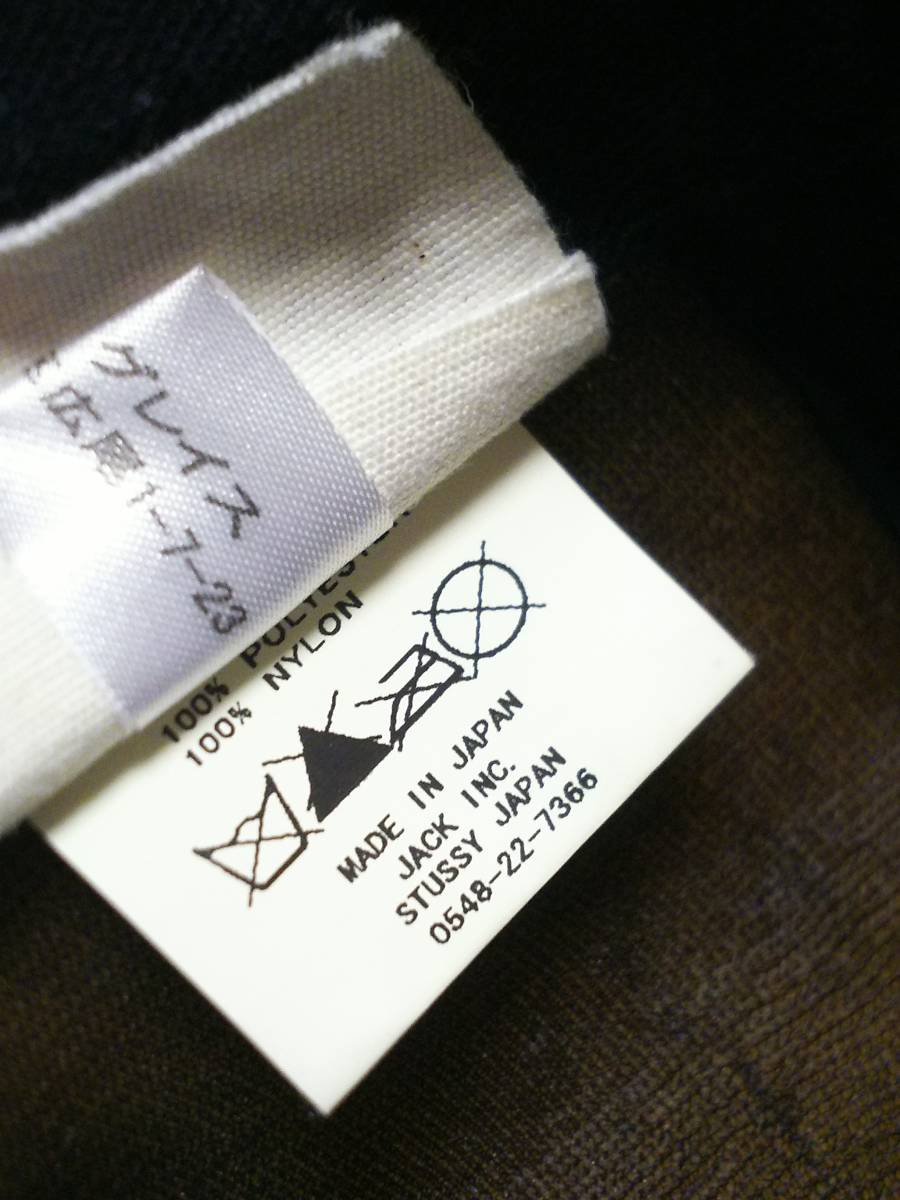 グレイス
広尾1-7-23
100% POLYESTER
100% NYLON
MADE IN JAPAN
JACK INC.
STUSSY JAPAN
0548-22-7366